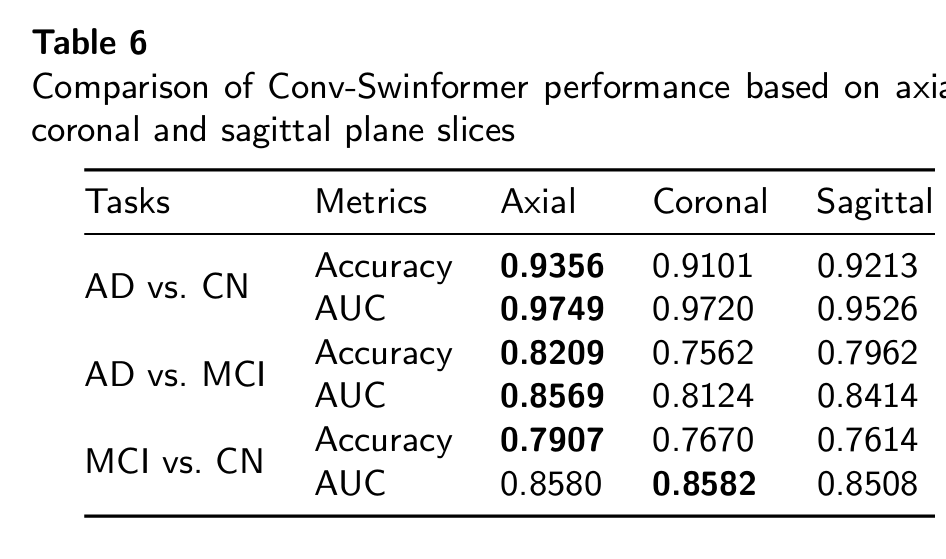 Table 6
Comparison of Conv-Swinformer performance based on
coronal and sagittal plane slices
Tasks Metrics Axial Coronal Sagittal
AD vs. CN Accuracy 0.9356 0.9101 0.9213
AUC 0.9749 0.9720 0.9526
AD vs. MCI Accuracy 0.8209 0.7562 0.7962
AUC 0.8569 0.8124 0.8414
MCI vs. CN Accuracy 0.7907 0.7670 0.7614
AUC 0.8580 0.8582 0.8508